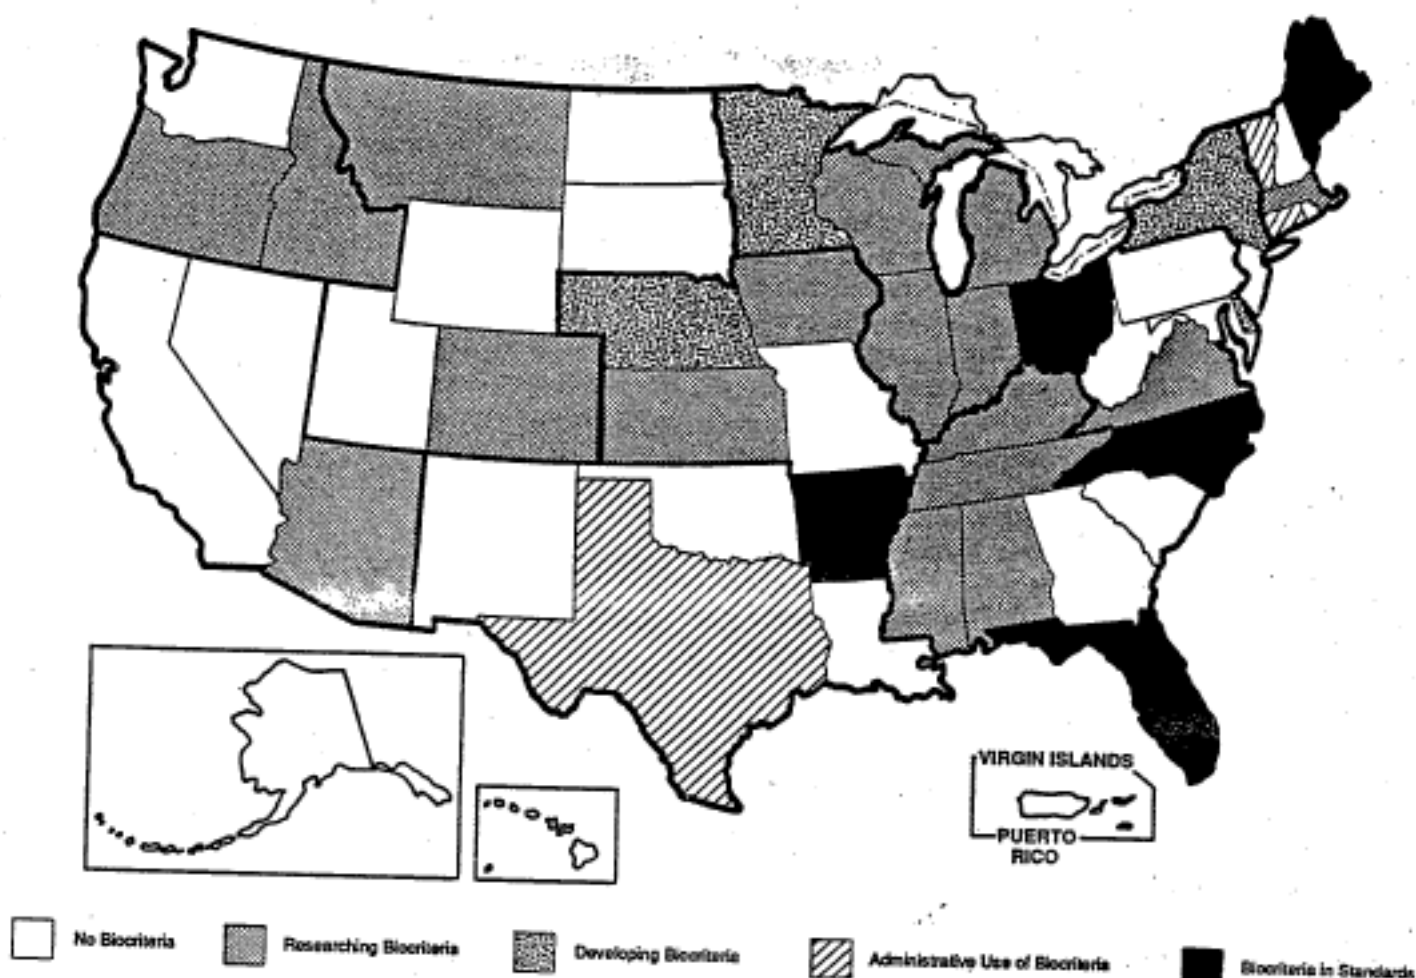 VIRGIN ISLANDS
PUERTO
RICO
No Biocriteria
Researching Biocriteria
Developing Biocriteria
Administrative Use of Biocriteria
Biocriteria in Standards